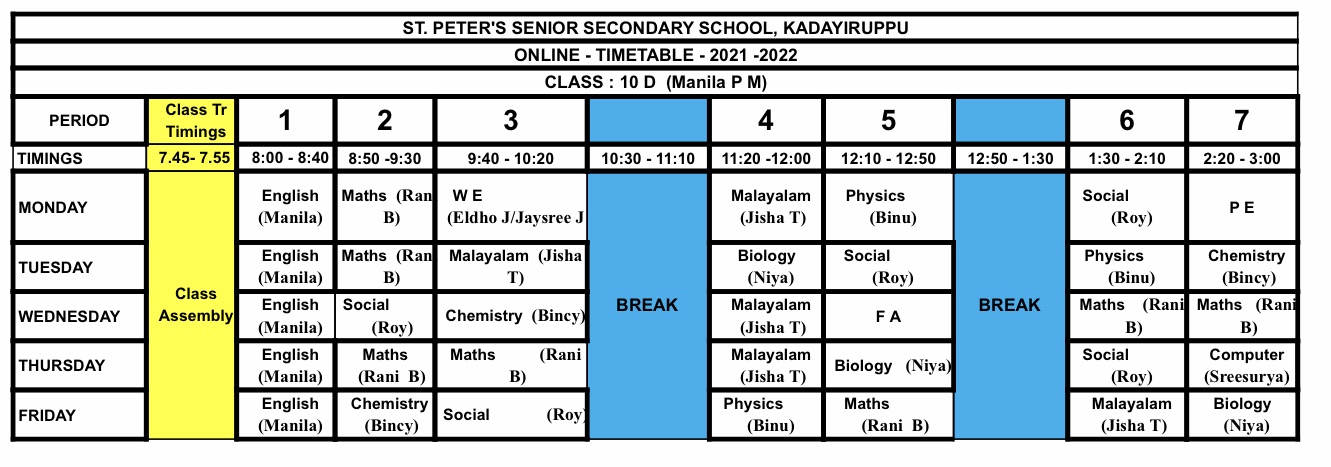 ST. PETER'S SENIOR SECONDARY SCHOOL, KADAYIRUPPU
ONLINE - TIMETABLE - 2021 -2022
CLASS : 10 D (Manila P M)
PERIOD Class Tr Timings 1 2 3 4 5 6 7
TIMINGS 7.45- 7.55 8:00 - 8:40 8:50 -9:30 9:40 - 10:20 10:30 - 11:10 11:20 -12:00 12:10 - 12:50 12:50 - 1:30 1:30 - 2:10 2:20 - 3:00
MONDAY English (Manila) Maths (Ran B) W E (Eldho J/Jaysree J Malayalam (Jisha T) Physics (Binu) Social (Roy) P E
TUESDAY English (Manila) Maths (Ran B) Malayalam (Jisha T) Biology (Niya) Social (Roy) Physics (Binu) Chemistry (Bincy)
Class Assembly BREAK BREAK
WEDNESDAY English (Manila) Social (Roy) Chemistry (Bincy) Malayalam (Jisha T) F A Maths (Rani B) Maths (Rani B)
THURSDAY English (Manila) Maths (Rani B) Maths (Rani B) Malayalam (Jisha T) Biology (Niya) Social (Roy) Computer (Sreesurya)
FRIDAY English (Manila) Chemistry (Bincy) Social (Roy) Physics (Binu) Maths (Rani B) Malayalam (Jisha T) Biology (Niya)